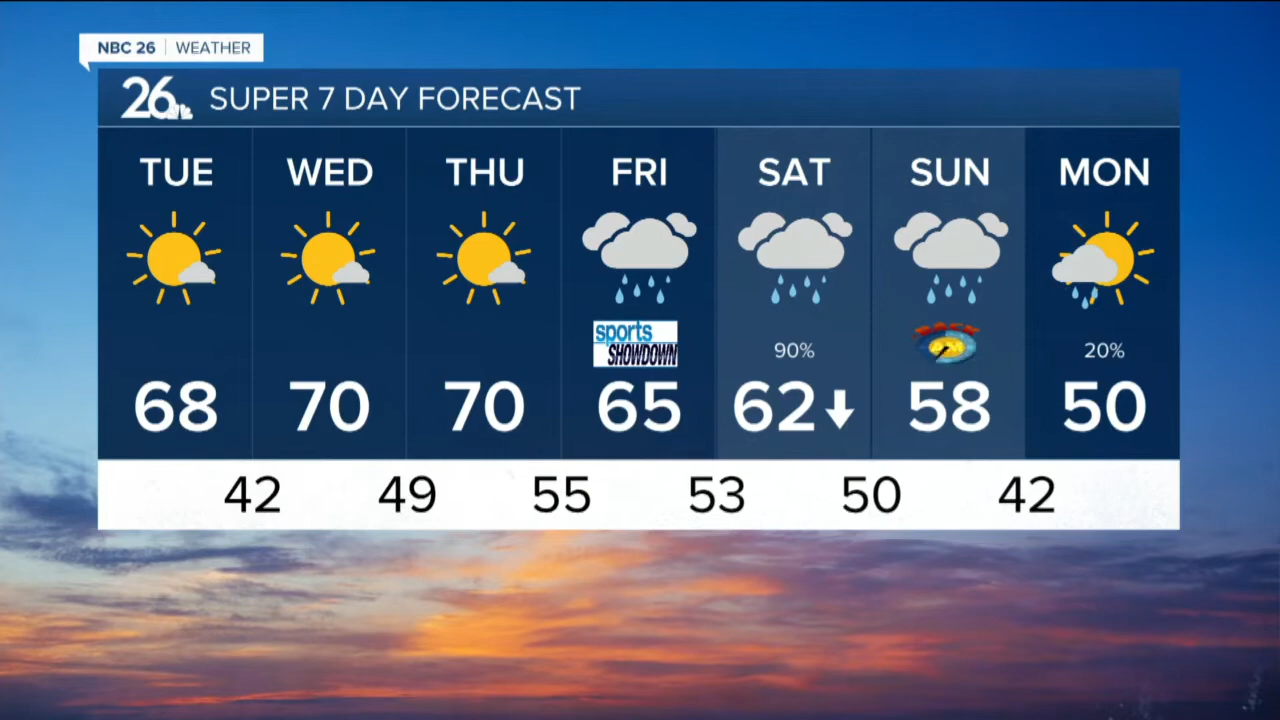 NBC 26 | WEATHER
26 SUPER 7 DAY FORECAST
TUE WED THU FRI SAT SUN MON
sports
SHOWDOWN
90% 20%
68 70 70 65 62 58 50
42 49 55 53 50 42